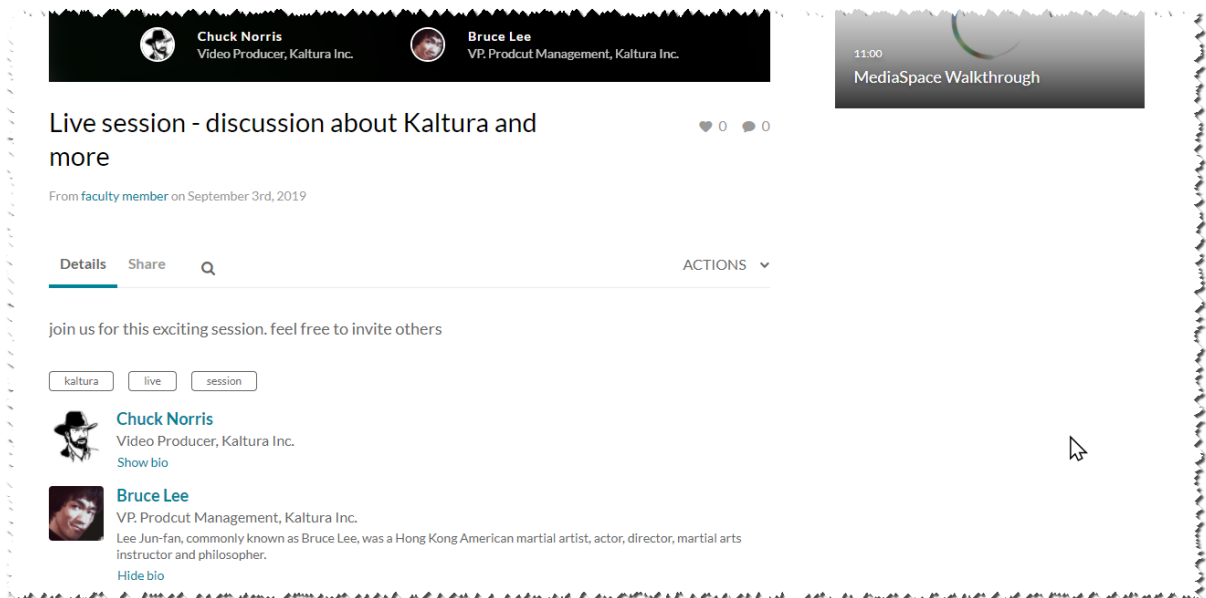 Chuck Norris
Video Producer, Kaltura Inc.
Bruce Lee
VP. Prodcut Management, Kaltura Inc.
11:00
MediaSpace Walkthrough
Live session - discussion about Kaltura and
more
0
0
From faculty member on September 3rd, 2019
Details
Share
ACTIONS
join us for this exciting session. feel free to invite others
kaltura
live
session
Chuck Norris
Video Producer, Kaltura Inc.
Show bio
Bruce Lee
VP. Prodcut Management, Kaltura Inc.
Lee Jun-fan, commonly known as Bruce Lee, was a Hong Kong American martial artist, actor, director, martial arts
instructor and philosopher.
Hide bio